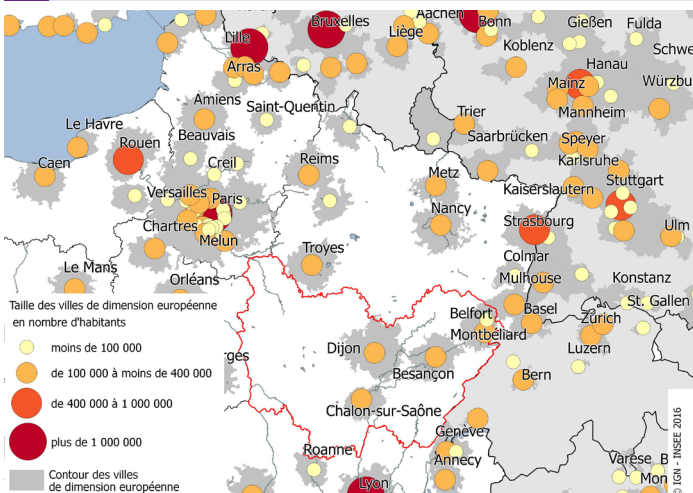 Bruxelles
Aachen
Bonn
Gießen
Fulda
Lille
Liège
Koblenz
Schwe
Arras
Hanau
Mainz
Würzbu
Amiens
Saint-Quentin
Trier
Mannheim
Le Havre
Beauvais
Rouen
Saarbrücken
Speyer
Caen
Creil
Reims
Karlsruhe
Metz
Versailles
Paris
Kaiserslautern
Stuttgart
Chartres
Nancy
Strasbourg
Melun
Ulm
Troyes
Colmar
Le Mans
Orléans
Mulhouse
Konstanz
Taille des villes de dimension européenne
en nombre d'habitants
St. Gallen
Belfort
Basel
Zürich
moins de 100 000
Montbéliard
Dijon
Luzern
rges
de 100 000 à moins de 400 000
Besançon
Bern
de 400 000 à 1 000 000
Chalon-sur-Saône
plus de 1 000 000
Genève
Roanne
Annecy
Varèse
B
Contour des villes
de dimension européenne
Lyon
Mon
© IGN - INSEE 2016